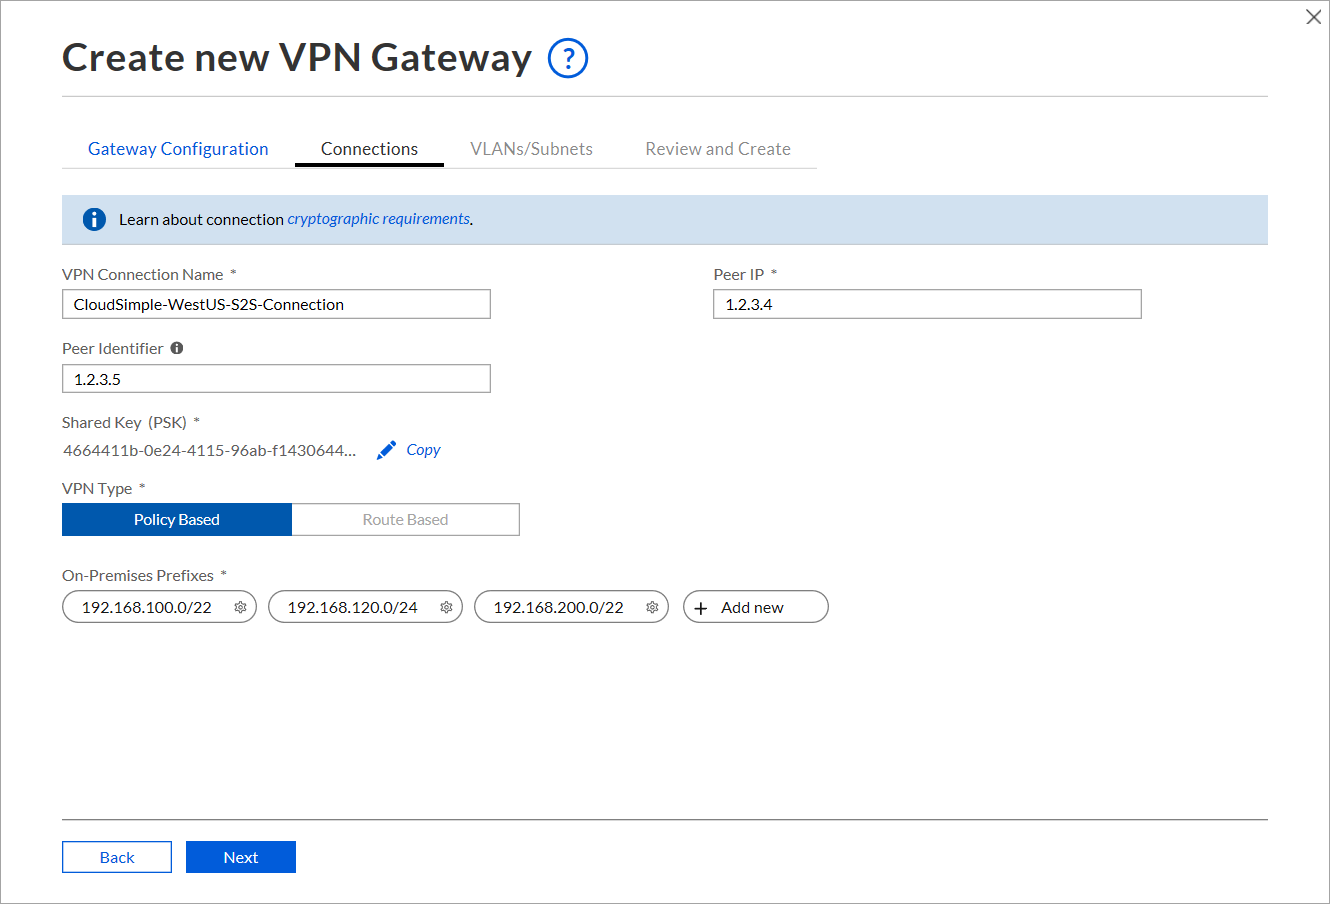 Create new VPN Gateway ?
Gateway Configuration Connections VLANs/Subnets Review and Create
Learn about connection cryptographic requirements.
VPN Connection Name * Peer IP *
CloudSimple-WestUS-S2S-Connection 1.2.3.4
Peer Identifier
1.2.3.5
Shared Key (PSK) *
4664411b-0e24-4115-96ab-f1430644... Copy
VPN Type *
Policy Based Route Based
On-Premises Prefixes *
192.168.100.0/22 192.168.120.0/24 192.168.200.0/22 + Add new
Back Next